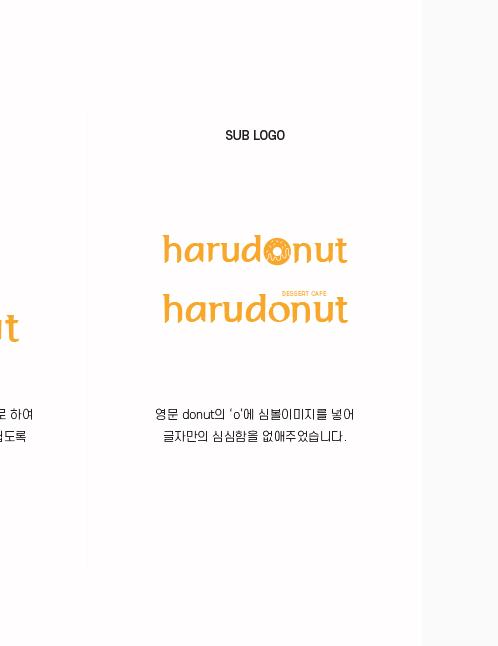 SUB LOGO
harudonut
DESSERT CAFE
harudonut
영문 donut의 ‘o’에 심볼이미지를 넣어
글자만의 심심함을 없애주었습니다.
로 하여
도록